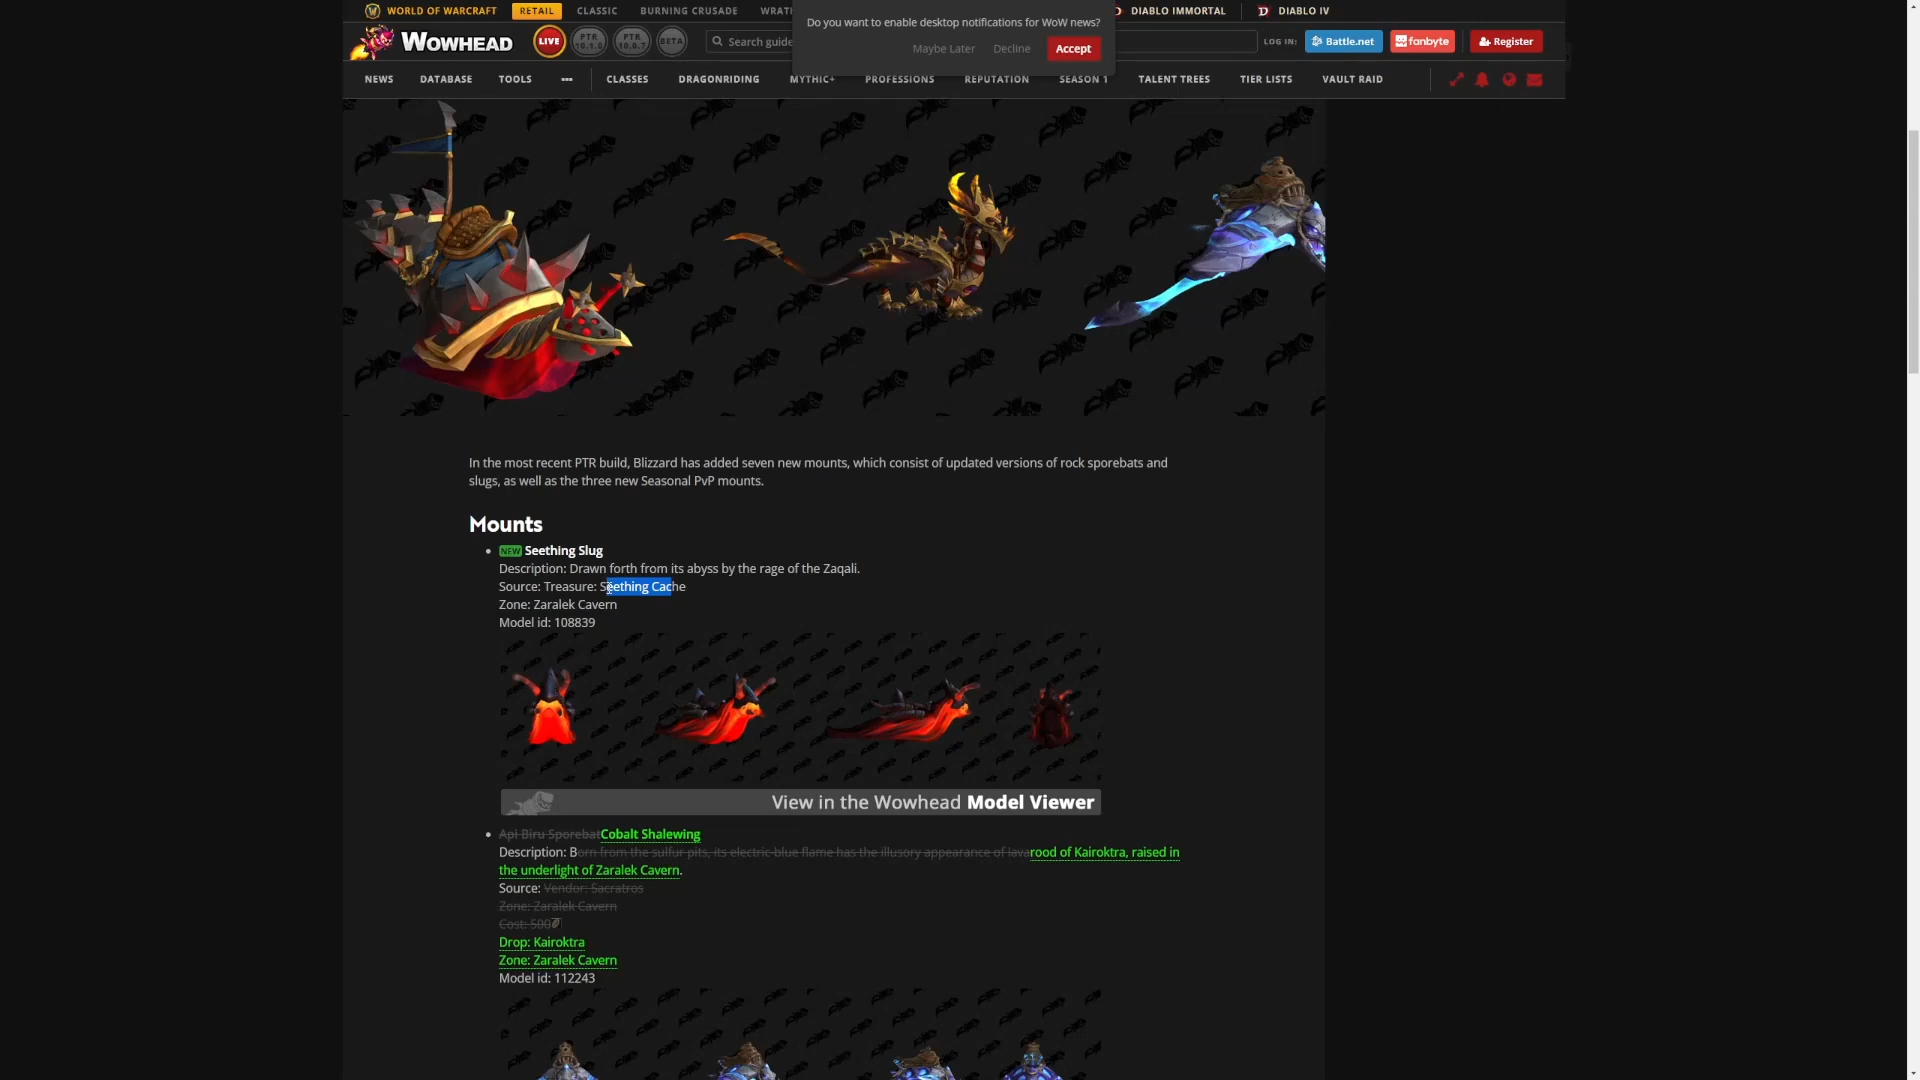 WORLD OF WARCRAFT RETAIL CLASSIC BURNING CRUSADE WRAT DIABLO IMMORTAL DIABLO IV
Do you want to enable desktop notifications for WoW news?
Maybe Later Decline Accept
WOWHEAD LIVE PTR 10.1.0 PTR 10.0.7 BETA Search guide LOG IN: Battle.net fanbyte Register
NEWS DATABASE TOOLS ••• CLASSES DRAGONRIDING MYTHIC+ PROFESSIONS REPUTATION SEASON 1 TALENT TREES TIER LISTS VAULT RAID
In the most recent PTR build, Blizzard has added seven new mounts, which consist of updated versions of rock sporebats and
slugs, as well as the three new Seasonal PvP mounts.
Mounts
• NEW Seething Slug
Description: Drawn forth from its abyss by the rage of the Zaqali.
Source: Treasure: Seething Cache
Zone: Zaralek Cavern
Model id: 108839
View in the Wowhead Model Viewer
• Api Biru SporebatCobalt Shalewing
Description: Born from the sulfur pits, its electric-blue flame has the illusory appearance of lavarood of Kairoktra, raised in
the underlight of Zaralek Cavern.
Source: Vendor: Sacratros
Zone: Zaralek Cavern
Cost: 500
Drop: Kairoktra
Zone: Zaralek Cavern
Model id: 112243